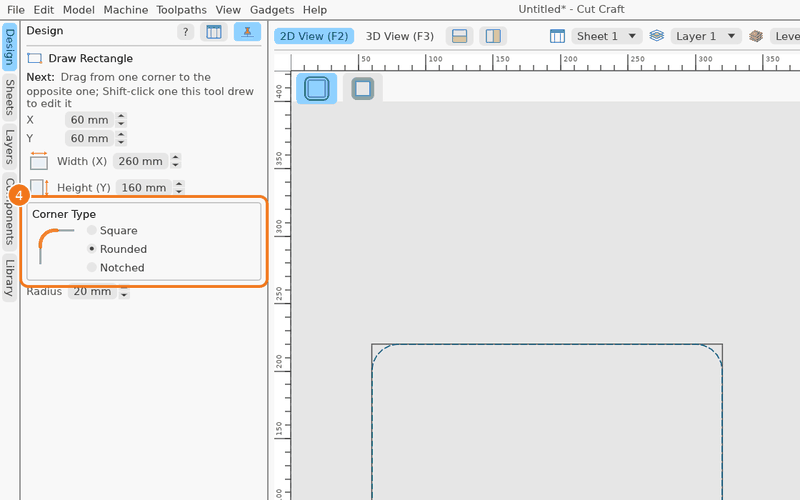 File Edit Model Machine Toolpaths View Gadgets Help
Untitled* - Cut Craft
Design
Sheets
Layers
Components
Library
Design
?
Draw Rectangle
Next: Drag from one corner to the
opposite one; Shift-click one this tool drew
to edit it
X 60 mm
Y 60 mm
Width (X) 260 mm
Height (Y) 160 mm
4
Corner Type
Square
Rounded
Notched
Radius 20 mm
2D View (F2) 3D View (F3) Sheet 1 Layer 1 Leve
50 100 150 200 250 300 350
400
350
300
250
200
150